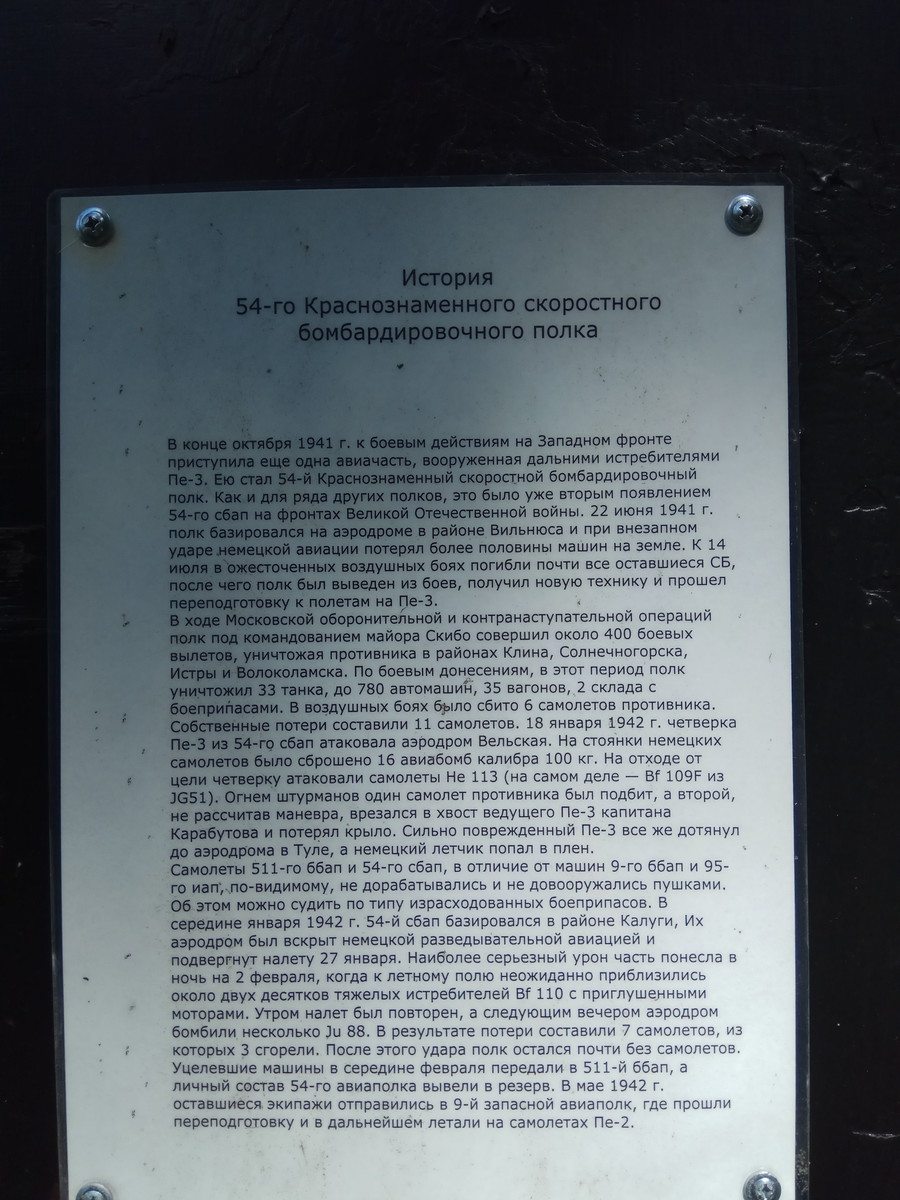 История
54-го Краснознаменного скоростного
бомбардировочного полка
В конце октября 1941 г. к боевым действиям на Западном фронте
приступила еще одна авиачасть, вооруженная дальними истребителями
Пе-3. Ею стал 54-й Краснознаменный скоростной бомбардировочный
полк. Как и для ряда других полков, это было уже вторым появлением
54-го сбап на фронтах Великой Отечественной войны. 22 июня 1941 г.
полк базировался на аэродроме в районе Вильнюса и при внезапном
ударе немецкой авиации потерял более половины машин на земле. К 14
июля в ожесточенных воздушных боях погибли почти все оставшиеся СБ,
после чего полк был выведен из боев, получил новую технику и прошел
переподготовку к полетам на Пе-3.
В ходе Московской оборонительной и контранаступательной операций
полк под командованием майора Скибо совершил около 400 боевых
вылетов, уничтожая противника в районах Клина, Солнечногорска,
Истры и Волоколамска. По боевым донесениям, в этот период полк
уничтожил 33 танка, до 780 автомашин, 35 вагонов, 2 склада с
боеприпасами. В воздушных боях было сбито 6 самолетов противника.
Собственные потери составили 11 самолетов. 18 января 1942 г. четверка
Пе-3 из 54-го сбап атаковала аэродром Вельская. На стоянки немецких
самолетов было сброшено 16 авиабомб калибра 100 кг. На отходе от
цели четверку атаковали самолеты Не 113 (на самом деле — Bf 109F из
JG51). Огнем штурманов один самолет противника был подбит, а второй,
не рассчитав маневра, врезался в хвост ведущего Пе-3 капитана
Карабутова и потерял крыло. Сильно поврежденный Пе-3 все же дотянул
до аэродрома в Туле, а немецкий летчик попал в плен.
Самолеты 511-го ббап и 54-го сбап, в отличие от машин 9-го ббап и 95-
го иап, по-видимому, не дорабатывались и не довооружались пушками.
Об этом можно судить по типу израсходованных боеприпасов. В
середине января 1942 г. 54-й сбап базировался в районе Калуги, Их
аэродром был вскрыт немецкой разведывательной авиацией и
подвергнут налету 27 января. Наиболее серьезный урон часть понесла в
ночь на 2 февраля, когда к летному полю неожиданно приблизились
около двух десятков тяжелых истребителей Bf 110 с приглушенными
моторами. Утром налет был повторен, а следующим вечером аэродром
бомбили несколько Ju 88. В результате потери составили 7 самолетов, из
которых 3 сгорели. После этого удара полк остался почти без самолетов.
Уцелевшие машины в середине февраля передали в 511-й ббап, а
личный состав 54-го авиаполка вывели в резерв. В мае 1942 г.
оставшиеся экипажи отправились в 9-й запасной авиаполк, где прошли
переподготовку и в дальнейшем летали на самолетах Пе-2.